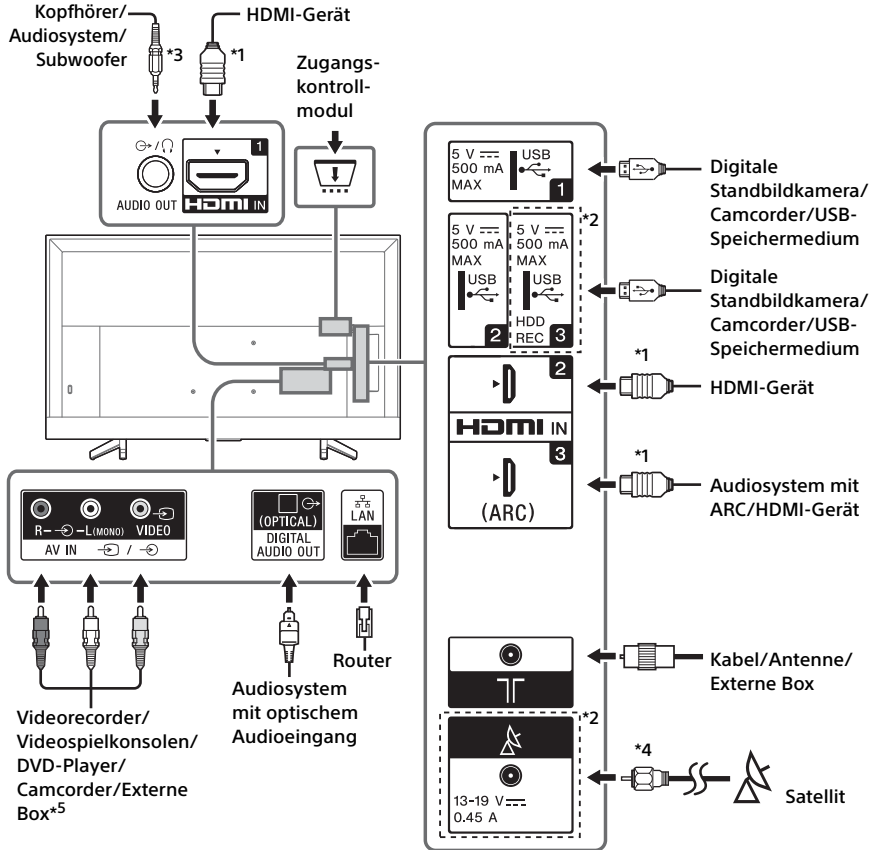 Kopfhörer/
Audiosystem/
Subwoofer
*3
HDMI-Gerät
*1
Zugangs-
kontroll-
modul
1
AUDIO OUT
HDMI IN
5 V
500 mA
MAX
USB
1
Digitale
Standbildkamera/
Camcorder/USB-
Speichermedium
*2
5 V
500 mA
MAX
USB
2
5 V
500 mA
MAX
USB
HDD
REC
3
Digitale
Standbildkamera/
Camcorder/USB-
Speichermedium
2
*1
HDMI-Gerät
HDMI IN
3
(ARC)
*1
Audiosystem mit
ARC/HDMI-Gerät
R
L(MONO)
VIDEO
AV IN
/
(OPTICAL)
DIGITAL
AUDIO OUT
LAN
Videorecorder/
Videospielkonsolen/
DVD-Player/
Camcorder/Externe
Box*5
Audiosystem
mit optischem
Audioeingang
Router
Kabel/Antenne/
Externe Box
*2
13-19 V
0.45 A
*4
Satellit